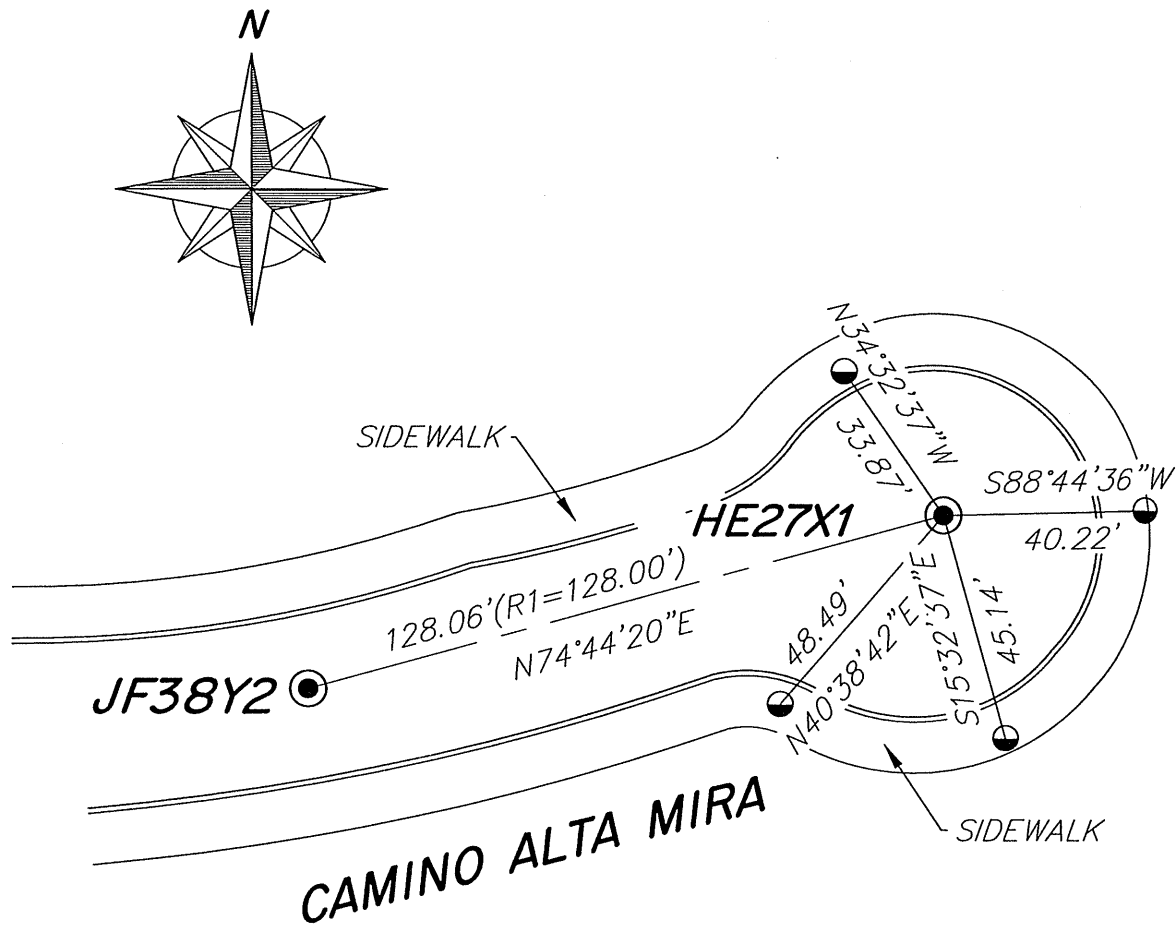 N
N34°32'37"W
33.87'
SIDEWALK
S88°44'36"W
40.22'
HE27X1
128.06'(R1=128.00')
N74°44'20"E
48.49'
N40°38'42"E
S15°32'37"E
45.14'
JF38Y2
SIDEWALK
CAMINO ALTA MIRA